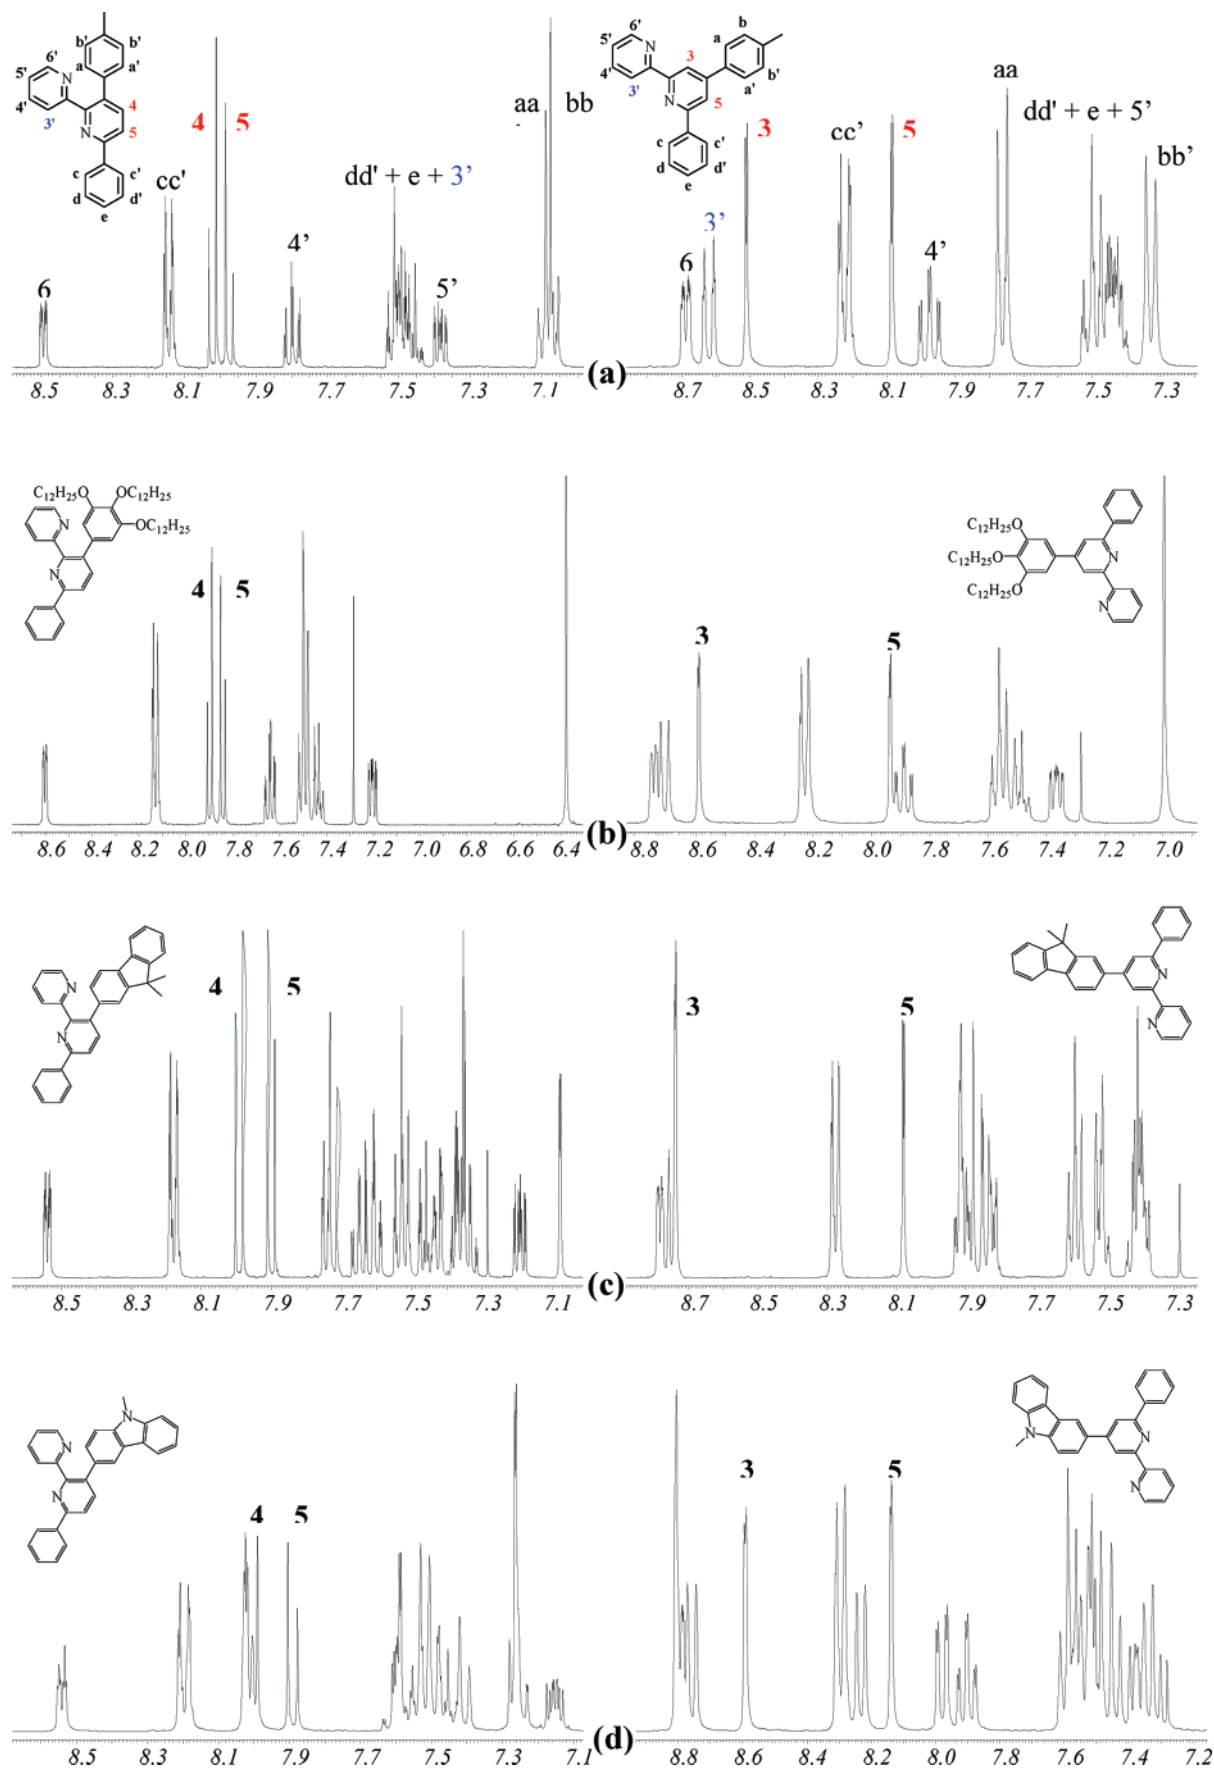 b' b'
a a'
6'
5' N
4'
3'
4
N 5
c c'
d d'
e
4 5
aa bb
cc'
dd' + e + 3’
4’
5’
6
8.5 8.3 8.1 7.9 7.7 7.5 7.3 7.1
6'
5' N
4'
3'
3
a b
a' b'
N 5
c c'
d d'
e
aa
dd' + e + 5’
3 cc' 5
bb’
3’
6
4’
8.7 8.5 8.3 8.1 7.9 7.7 7.5 7.3
(a)
C12H25O OC12H25
OC12H25
N
N
4 5
8.6 8.4 8.2 8.0 7.8 7.6 7.4 7.2 7.0 6.8 6.6 6.4
C12H25O
C12H25O
C12H25O
N
N
3 5
8.8 8.6 8.4 8.2 8.0 7.8 7.6 7.4 7.2 7.0
(b)
N
N
4 5
8.5 8.3 8.1 7.9 7.7 7.5 7.3 7.1
N
N
3 5
8.7 8.5 8.3 8.1 7.9 7.7 7.5 7.3
(c)
N
N
N
4 5
8.5 8.3 8.1 7.9 7.7 7.5 7.3 7.1
N
N
N
3 5
8.8 8.6 8.4 8.2 8.0 7.8 7.6 7.4 7.2
(d)